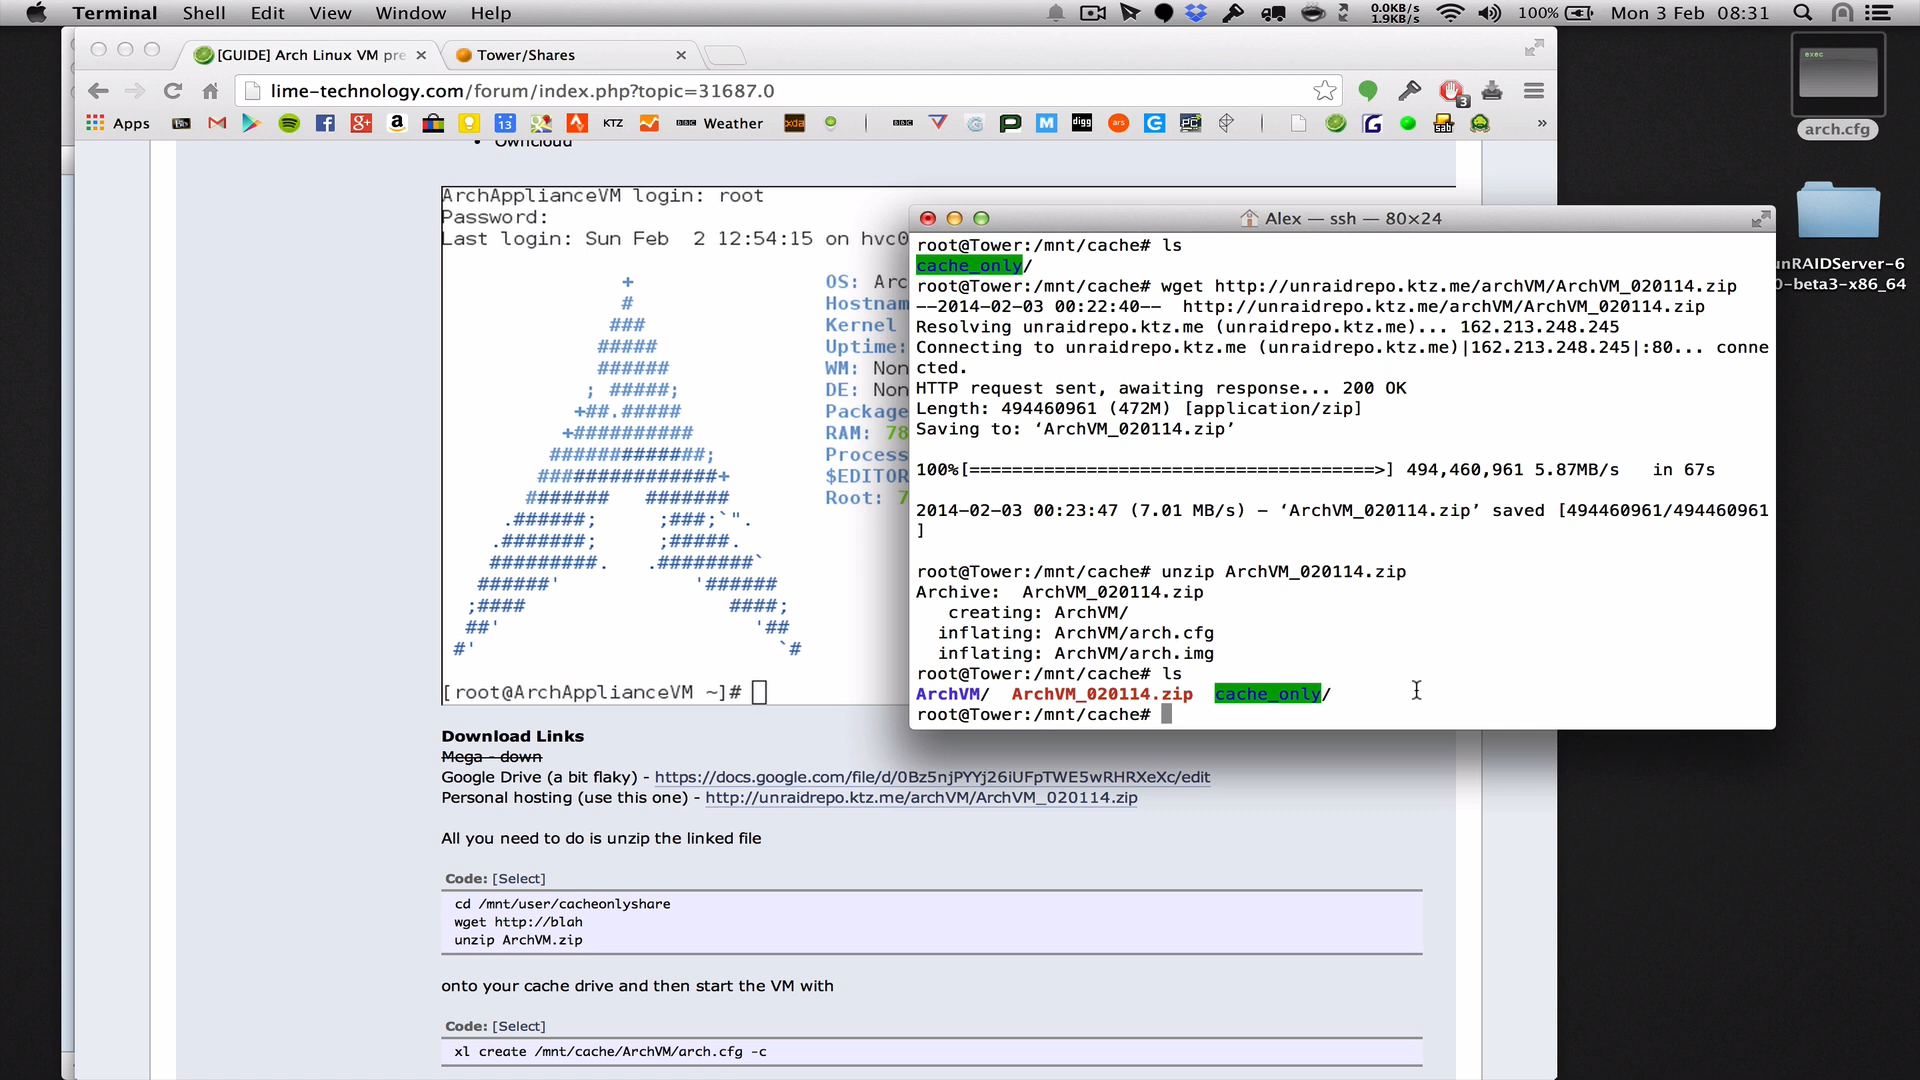 Terminal Shell Edit View Window Help
0.0KB/s
1.9KB/s
100% Mon 3 Feb 08:31
[GUIDE] Arch Linux VM pre
Tower/Shares
lime-technology.com/forum/index.php?topic=31687.0
3
Apps
13
KTZ
BBC Weather
xda
BBC
digg
ars
sab
»
exec
arch.cfg
unRAIDServer-6
0-beta3-x86_64
• Owncloud
ArchApplianceVM login: root
Password:
Last login: Sun Feb  2 12:54:15 on hvc0
+
#
###
#####
######
; #####;
+##.#####
+##########
#############;
###############+
#######   #######
.######;     ;###;`".
.#######;     ;#####.
#########.   .########`
######'           '######
;####                 ####;
##'                       '##
#'                           `#
OS: Arc
Hostnam
Kernel
Uptime:
WM: Non
DE: Non
Package
RAM: 78
Process
$EDITOR
Root: 7
[root@ArchApplianceVM ~]#
Alex — ssh — 80×24
root@Tower:/mnt/cache# ls
cache_only/
root@Tower:/mnt/cache# wget http://unraidrepo.ktz.me/archVM/ArchVM_020114.zip
--2014-02-03 00:22:40--  http://unraidrepo.ktz.me/archVM/ArchVM_020114.zip
Resolving unraidrepo.ktz.me (unraidrepo.ktz.me)... 162.213.248.245
Connecting to unraidrepo.ktz.me (unraidrepo.ktz.me)|162.213.248.245|:80... conne
cted.
HTTP request sent, awaiting response... 200 OK
Length: 494460961 (472M) [application/zip]
Saving to: ‘ArchVM_020114.zip’
100%[======================================>] 494,460,961 5.87MB/s   in 67s
2014-02-03 00:23:47 (7.01 MB/s) – ‘ArchVM_020114.zip’ saved [494460961/494460961
]
root@Tower:/mnt/cache# unzip ArchVM_020114.zip
Archive:  ArchVM_020114.zip
creating: ArchVM/
inflating: ArchVM/arch.cfg
inflating: ArchVM/arch.img
root@Tower:/mnt/cache# ls
ArchVM/  ArchVM_020114.zip  cache_only/
root@Tower:/mnt/cache#
Download Links
Mega - down
Google Drive (a bit flaky) - https://docs.google.com/file/d/0Bz5njPYYj26iUFpTWE5wRHRXeXc/edit
Personal hosting (use this one) - http://unraidrepo.ktz.me/archVM/ArchVM_020114.zip
All you need to do is unzip the linked file
Code: [Select]
cd /mnt/user/cacheonlyshare
wget http://blah
unzip ArchVM.zip
onto your cache drive and then start the VM with
Code: [Select]
xl create /mnt/cache/ArchVM/arch.cfg -c